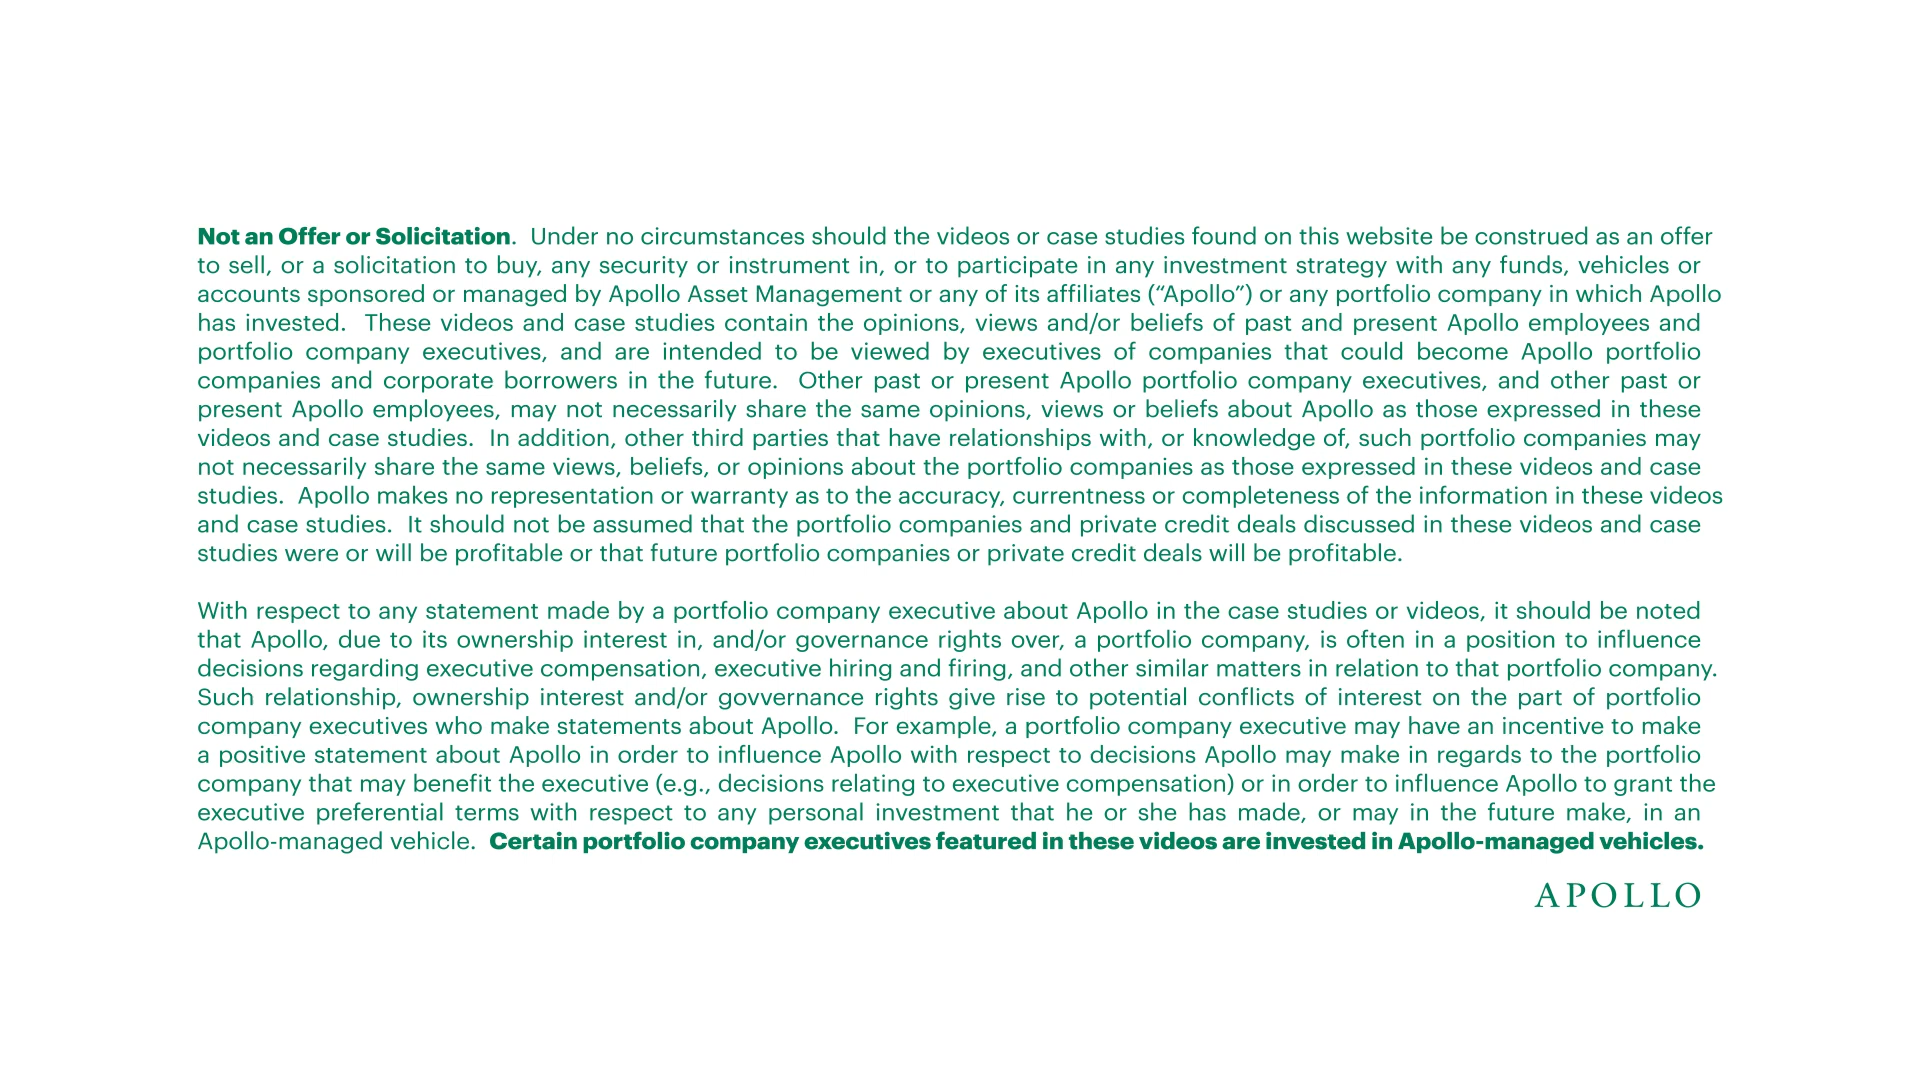 Not an Offer or Solicitation.  Under no circumstances should the videos or case studies found on this website be construed as an offer
to sell, or a solicitation to buy, any security or instrument in, or to participate in any investment strategy with any funds, vehicles or
accounts sponsored or managed by Apollo Asset Management or any of its affiliates (“Apollo”) or any portfolio company in which Apollo
has invested.  These videos and case studies contain the opinions, views and/or beliefs of past and present Apollo employees and
portfolio company executives, and are intended to be viewed by executives of companies that could become Apollo portfolio
companies and corporate borrowers in the future.  Other past or present Apollo portfolio company executives, and other past or
present Apollo employees, may not necessarily share the same opinions, views or beliefs about Apollo as those expressed in these
videos and case studies.  In addition, other third parties that have relationships with, or knowledge of, such portfolio companies may
not necessarily share the same views, beliefs, or opinions about the portfolio companies as those expressed in these videos and case
studies.  Apollo makes no representation or warranty as to the accuracy, currentness or completeness of the information in these videos
and case studies.  It should not be assumed that the portfolio companies and private credit deals discussed in these videos and case
studies were or will be profitable or that future portfolio companies or private credit deals will be profitable.
With respect to any statement made by a portfolio company executive about Apollo in the case studies or videos, it should be noted
that Apollo, due to its ownership interest in, and/or governance rights over, a portfolio company, is often in a position to influence
decisions regarding executive compensation, executive hiring and firing, and other similar matters in relation to that portfolio company.
Such relationship, ownership interest and/or govvernance rights give rise to potential conflicts of interest on the part of portfolio
company executives who make statements about Apollo.  For example, a portfolio company executive may have an incentive to make
a positive statement about Apollo in order to influence Apollo with respect to decisions Apollo may make in regards to the portfolio
company that may benefit the executive (e.g., decisions relating to executive compensation) or in order to influence Apollo to grant the
executive preferential terms with respect to any personal investment that he or she has made, or may in the future make, in an
Apollo-managed vehicle.  Certain portfolio company executives featured in these videos are invested in Apollo-managed vehicles.
APOLLO